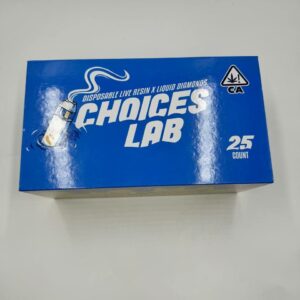 DISPOSABLE LIVE RESIN X LIQUID DIAMONDS
CHOICES
LAB
CA
25
COUNT